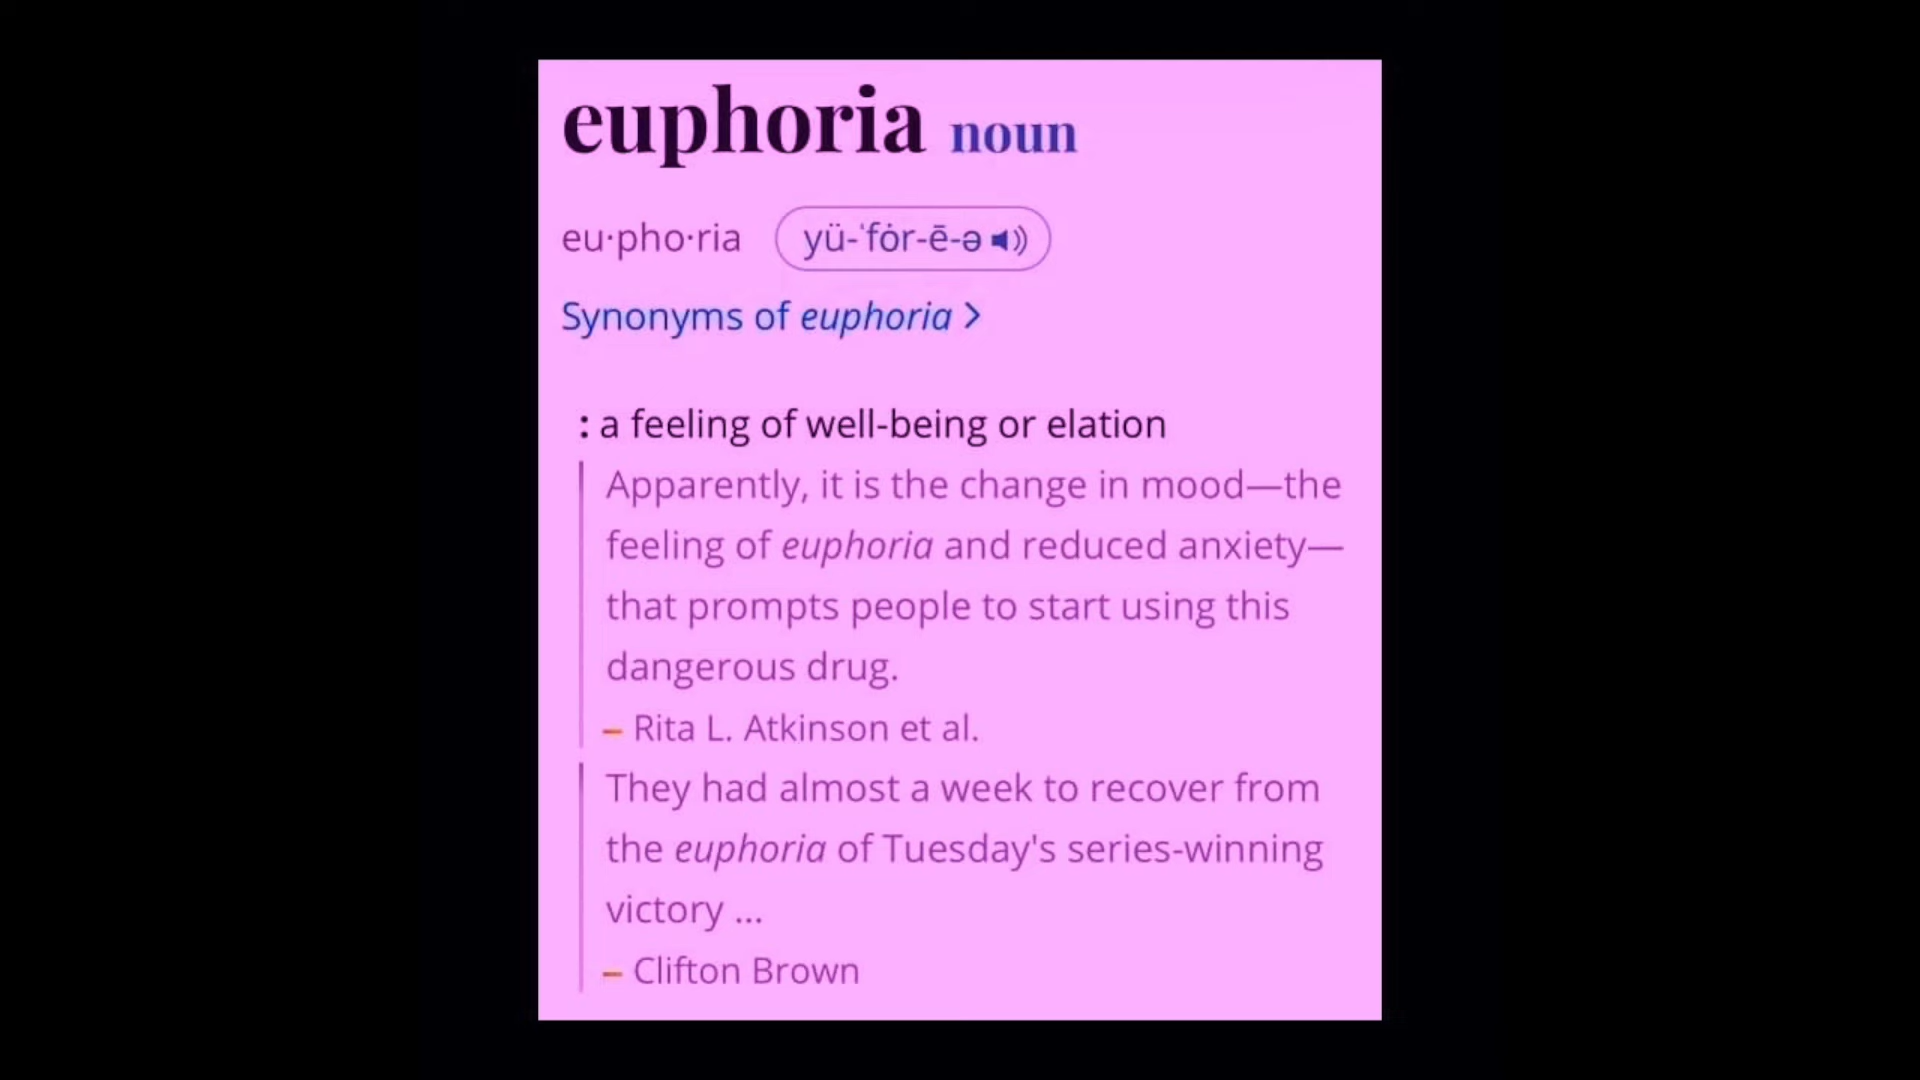 euphoria noun
eu·pho·ria yü-ˈfȯr-ē-ə
Synonyms of euphoria >
: a feeling of well-being or elation
Apparently, it is the change in mood—the
feeling of euphoria and reduced anxiety—
that prompts people to start using this
dangerous drug.
– Rita L. Atkinson et al.
They had almost a week to recover from
the euphoria of Tuesday's series-winning
victory ...
– Clifton Brown